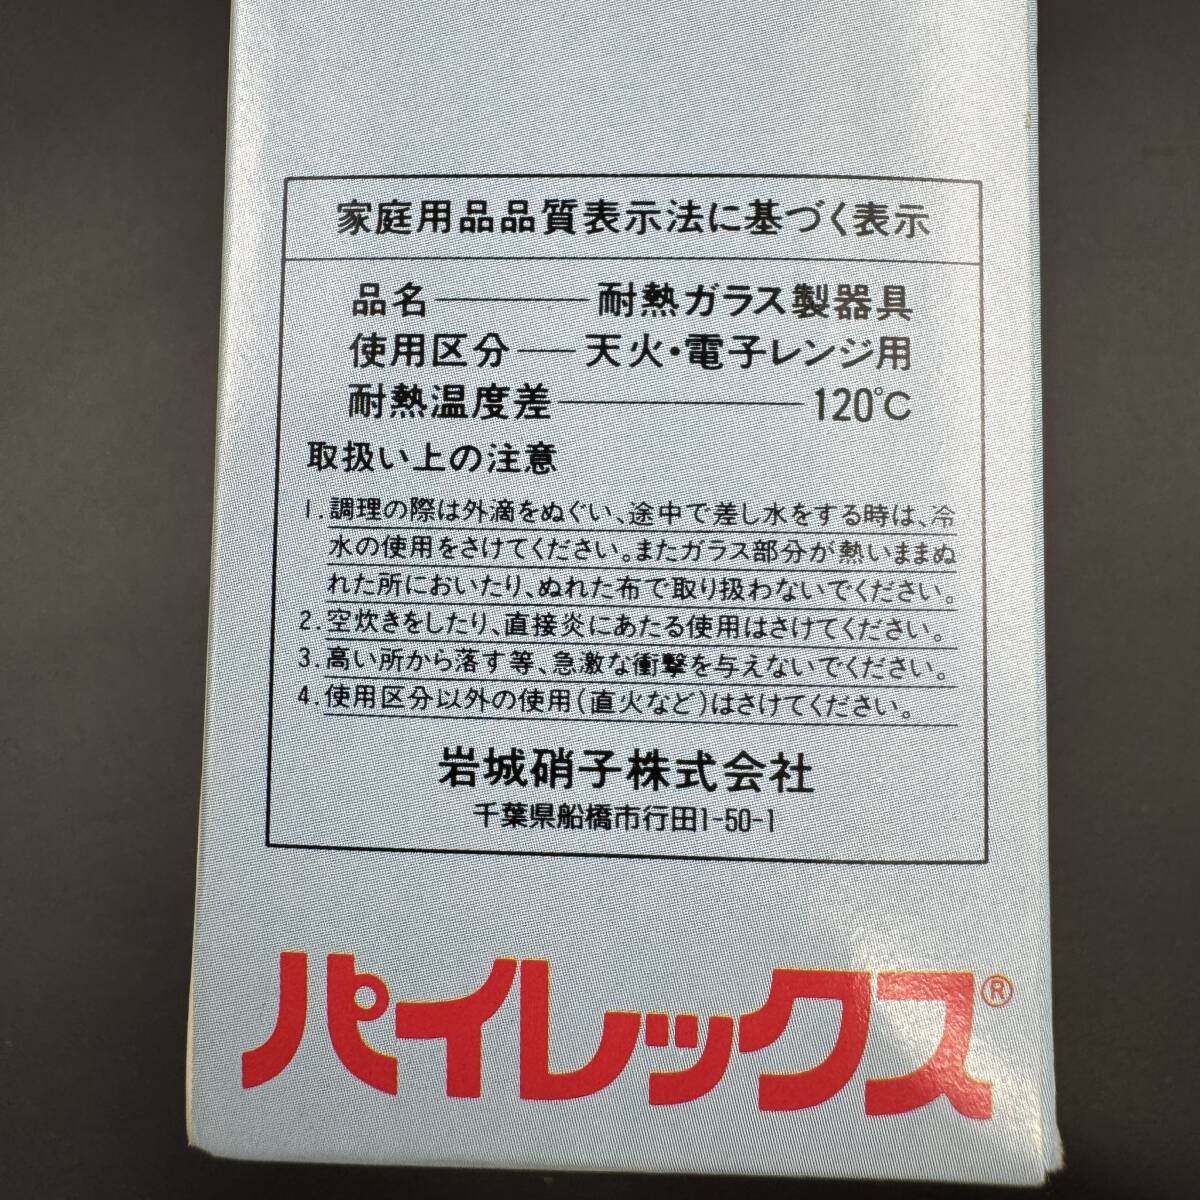 家庭用品品質表示法に基づく表示
品名――耐熱ガラス製器具
使用区分―天火・電子レンジ用
耐熱温度差――120℃
取扱い上の注意
1.調理の際は外滴をぬぐい、途中で差し水をする時は、冷
水の使用をさけてください。またガラス部分が熱いままぬ
れた所においたり、ぬれた布で取り扱わないでください。
2.空炊きをしたり、直接炎にあたる使用はさけてください。
3.高い所から落す等、急激な衝撃を与えないでください。
4.使用区分以外の使用(直火など)はさけてください。
岩城硝子株式会社
千葉県船橋市行田1-50-1
パイレックス®